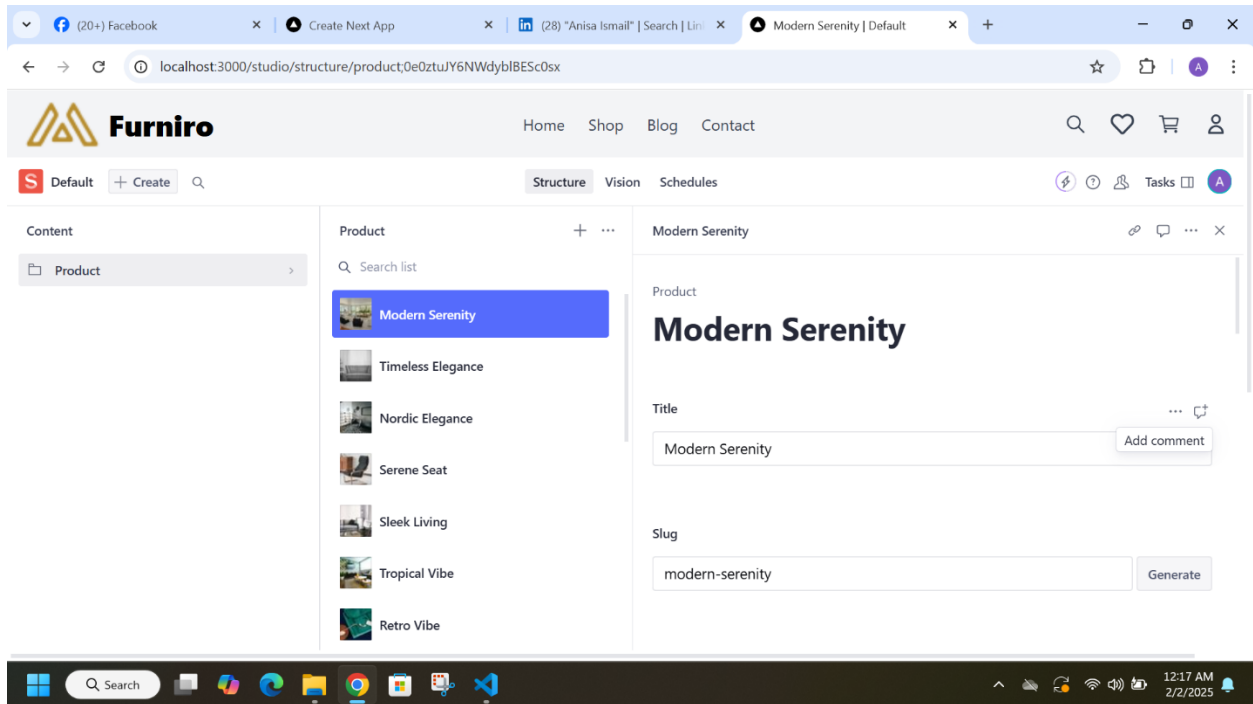 (20+) Facebook
Create Next App
(28) "Anisa Ismail" | Search | Lin
Modern Serenity | Default
localhost:3000/studio/structure/product;0e0ztuJY6NWdyblBESc0sx
A
Furniro
Home Shop Blog Contact
S Default + Create
Structure Vision Schedules
Tasks A
Content
Product
Product
Search list
Modern Serenity
Timeless Elegance
Nordic Elegance
Serene Seat
Sleek Living
Tropical Vibe
Retro Vibe
Modern Serenity
Product
Modern Serenity
Title
Add comment
Modern Serenity
Slug
modern-serenity
Generate
Search
12:17 AM
2/2/2025